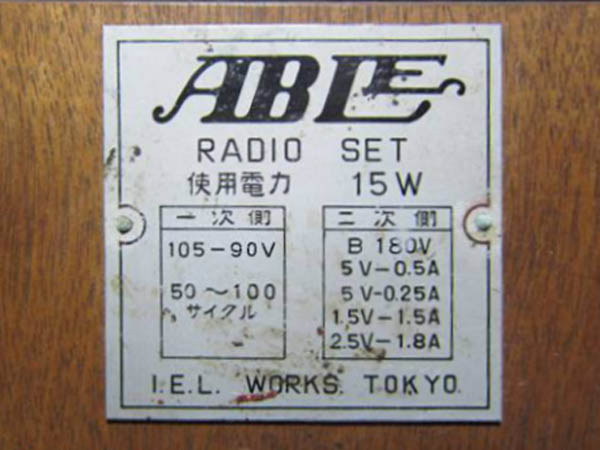 ABLE
RADIO SET
使用電力 15W
一次側
105-90V
50～100
サイクル
二次側
B 180V
5V-0.5A
5V-0.25A
1.5V-1.5A
2.5V-1.8A
I.E.L. WORKS. TOKYO.